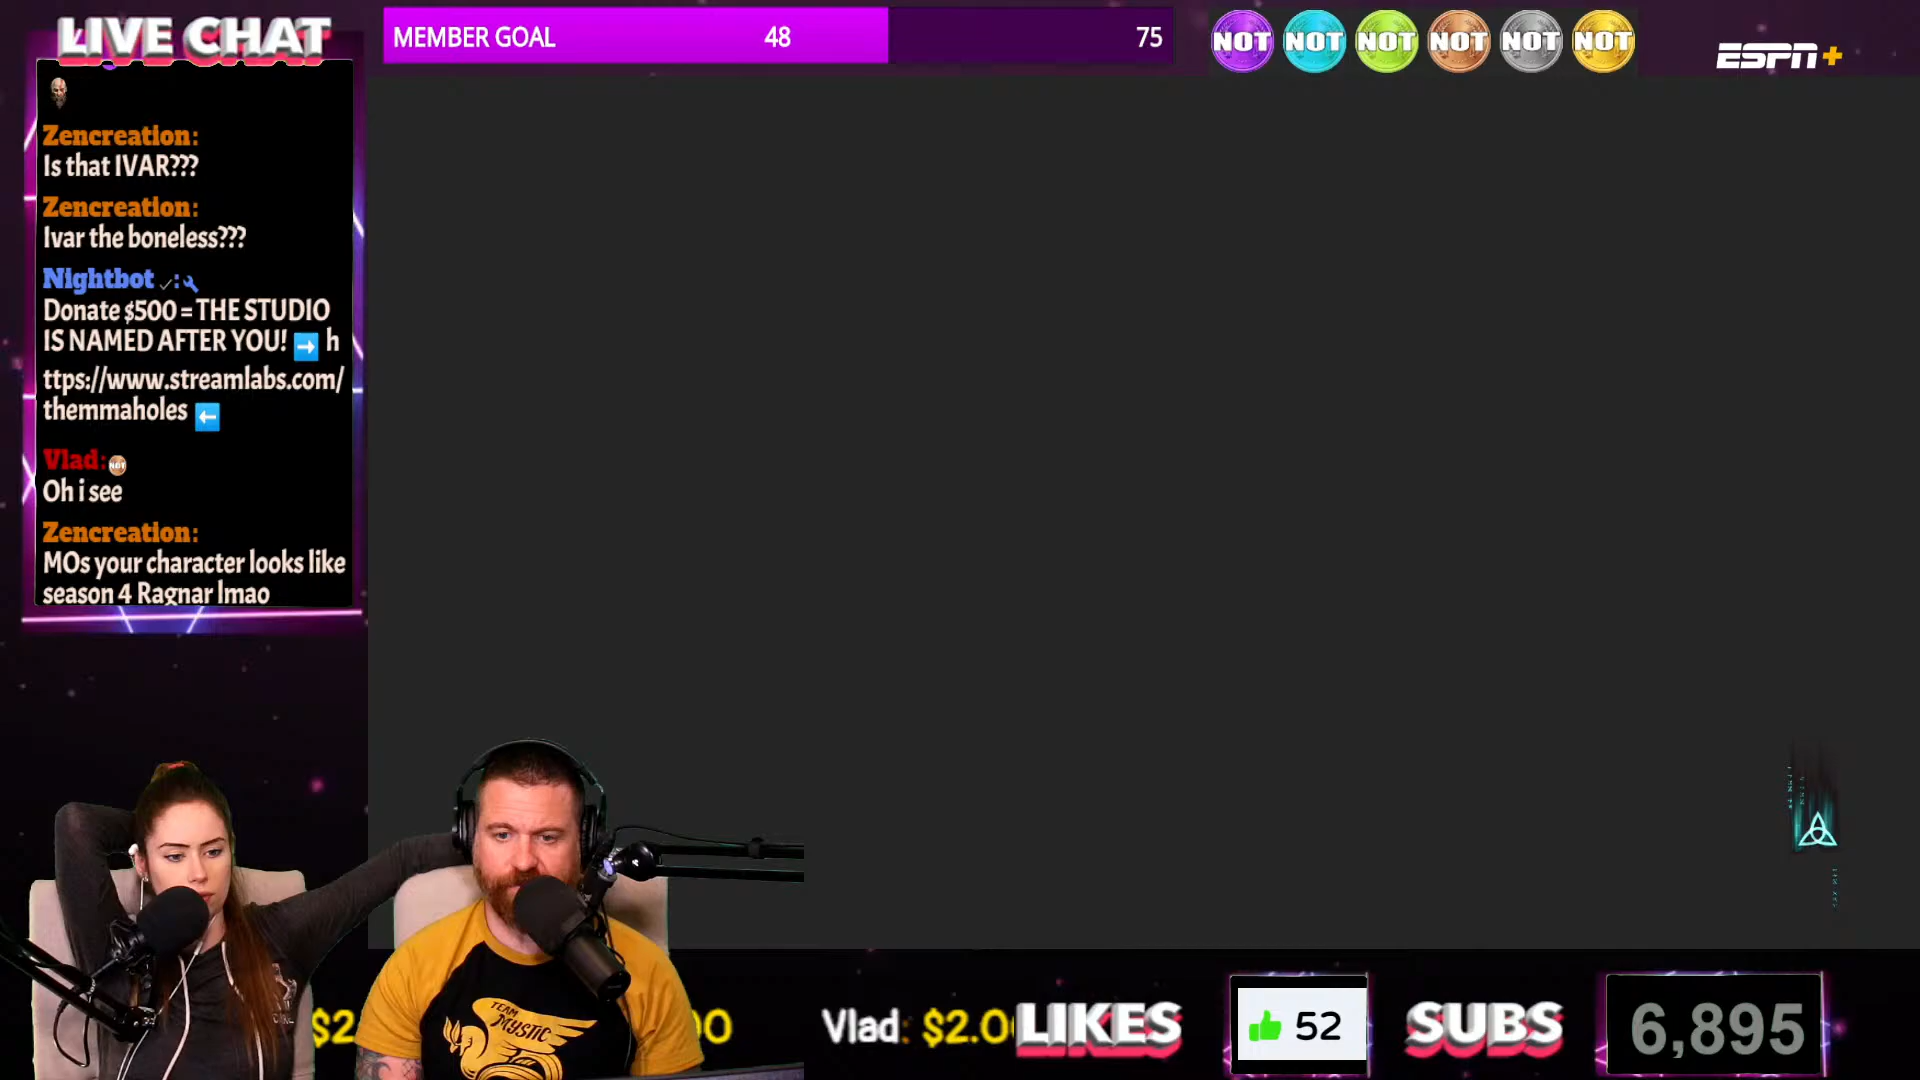 LIVE CHAT
MEMBER GOAL 48 75
NOT NOT NOT NOT NOT NOT
ESPN+
Zencreation:
Is that IVAR???
Zencreation:
Ivar the boneless???
Nightbot ✓:
Donate $500 = THE STUDIO
IS NAMED AFTER YOU! ➡ h
ttps://www.streamlabs.com/
themmaholes ⬅
Vlad: NOT
Oh i see
Zencreation:
MOs your character looks like
season 4 Ragnar lmao
TEAM
MYSTIC
Vlad: $2.0
LIKES
52
SUBS
6,895